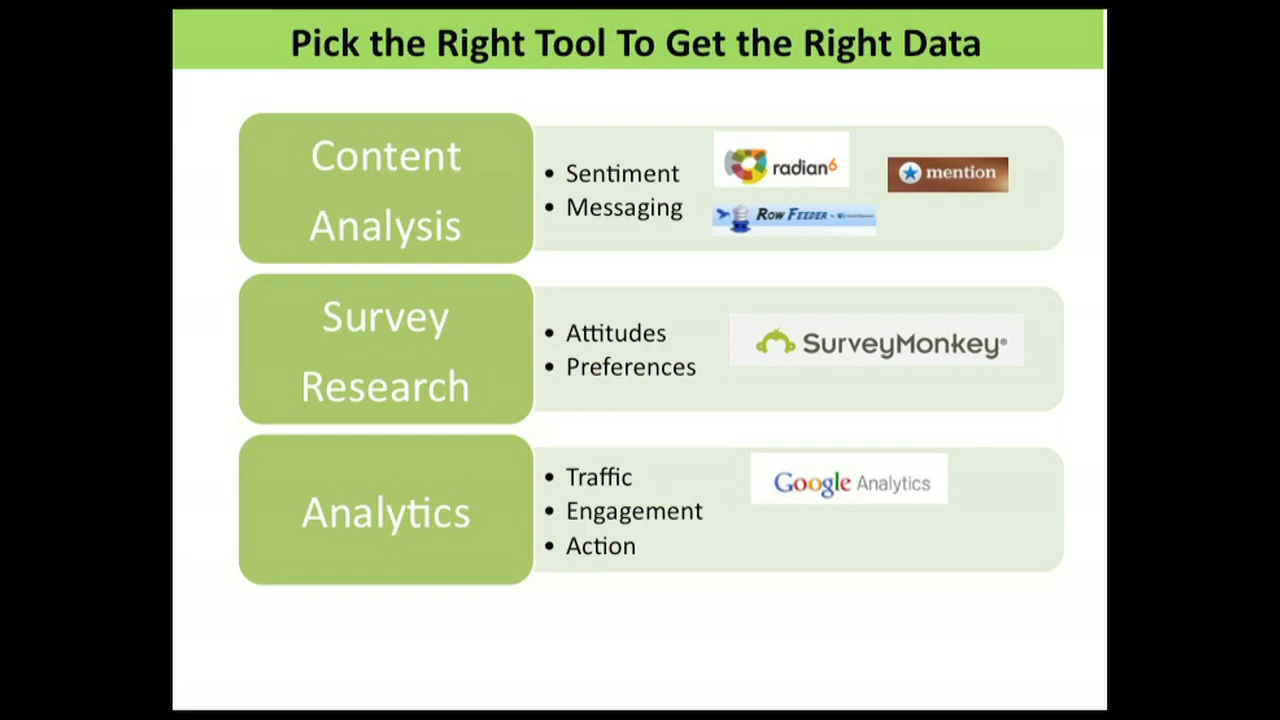 Pick the Right Tool To Get the Right Data
Content
Analysis
• Sentiment
• Messaging
radian6
mention
ROW FEEDER
Survey
Research
• Attitudes
• Preferences
SurveyMonkey®
Analytics
• Traffic
• Engagement
• Action
Google Analytics